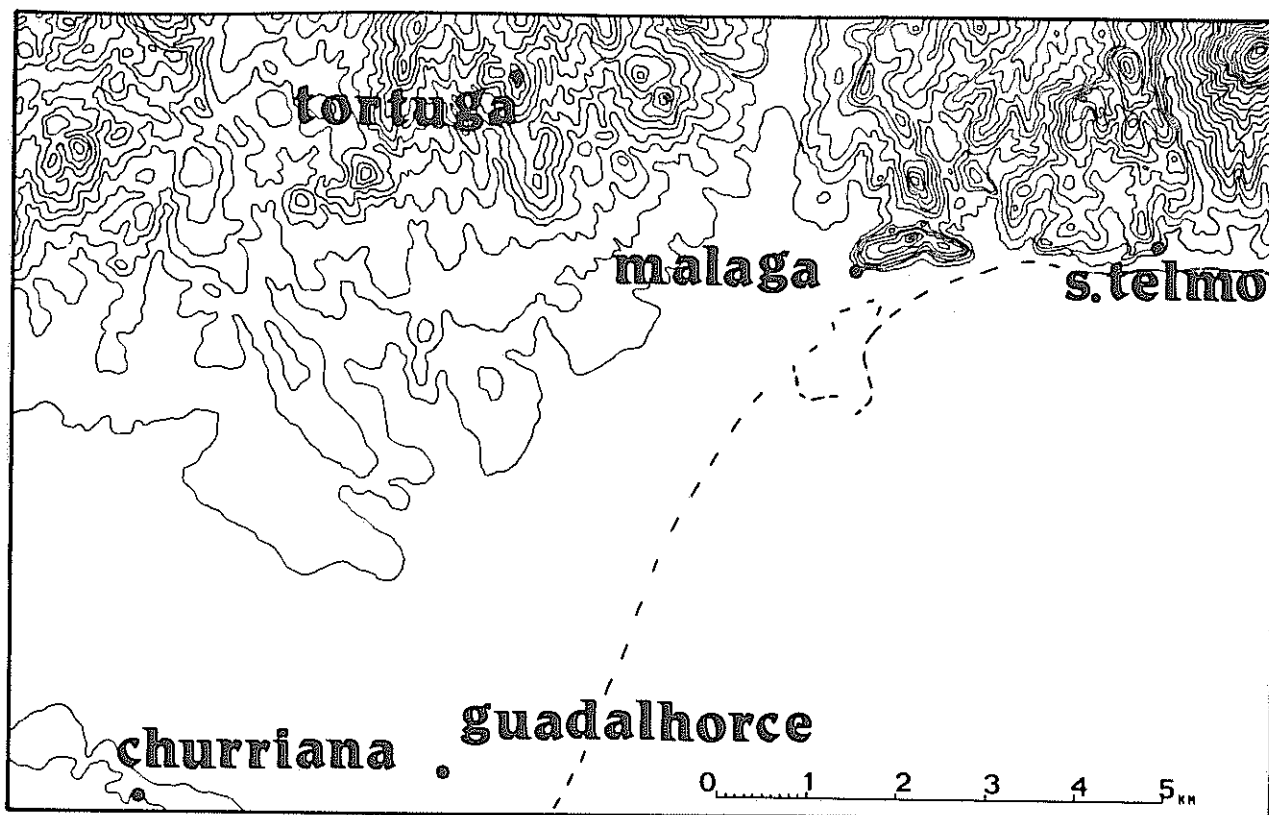 tortuga
malaga
s.telmo
guadalhorce
churriana
0 1 2 3 4 5 KM